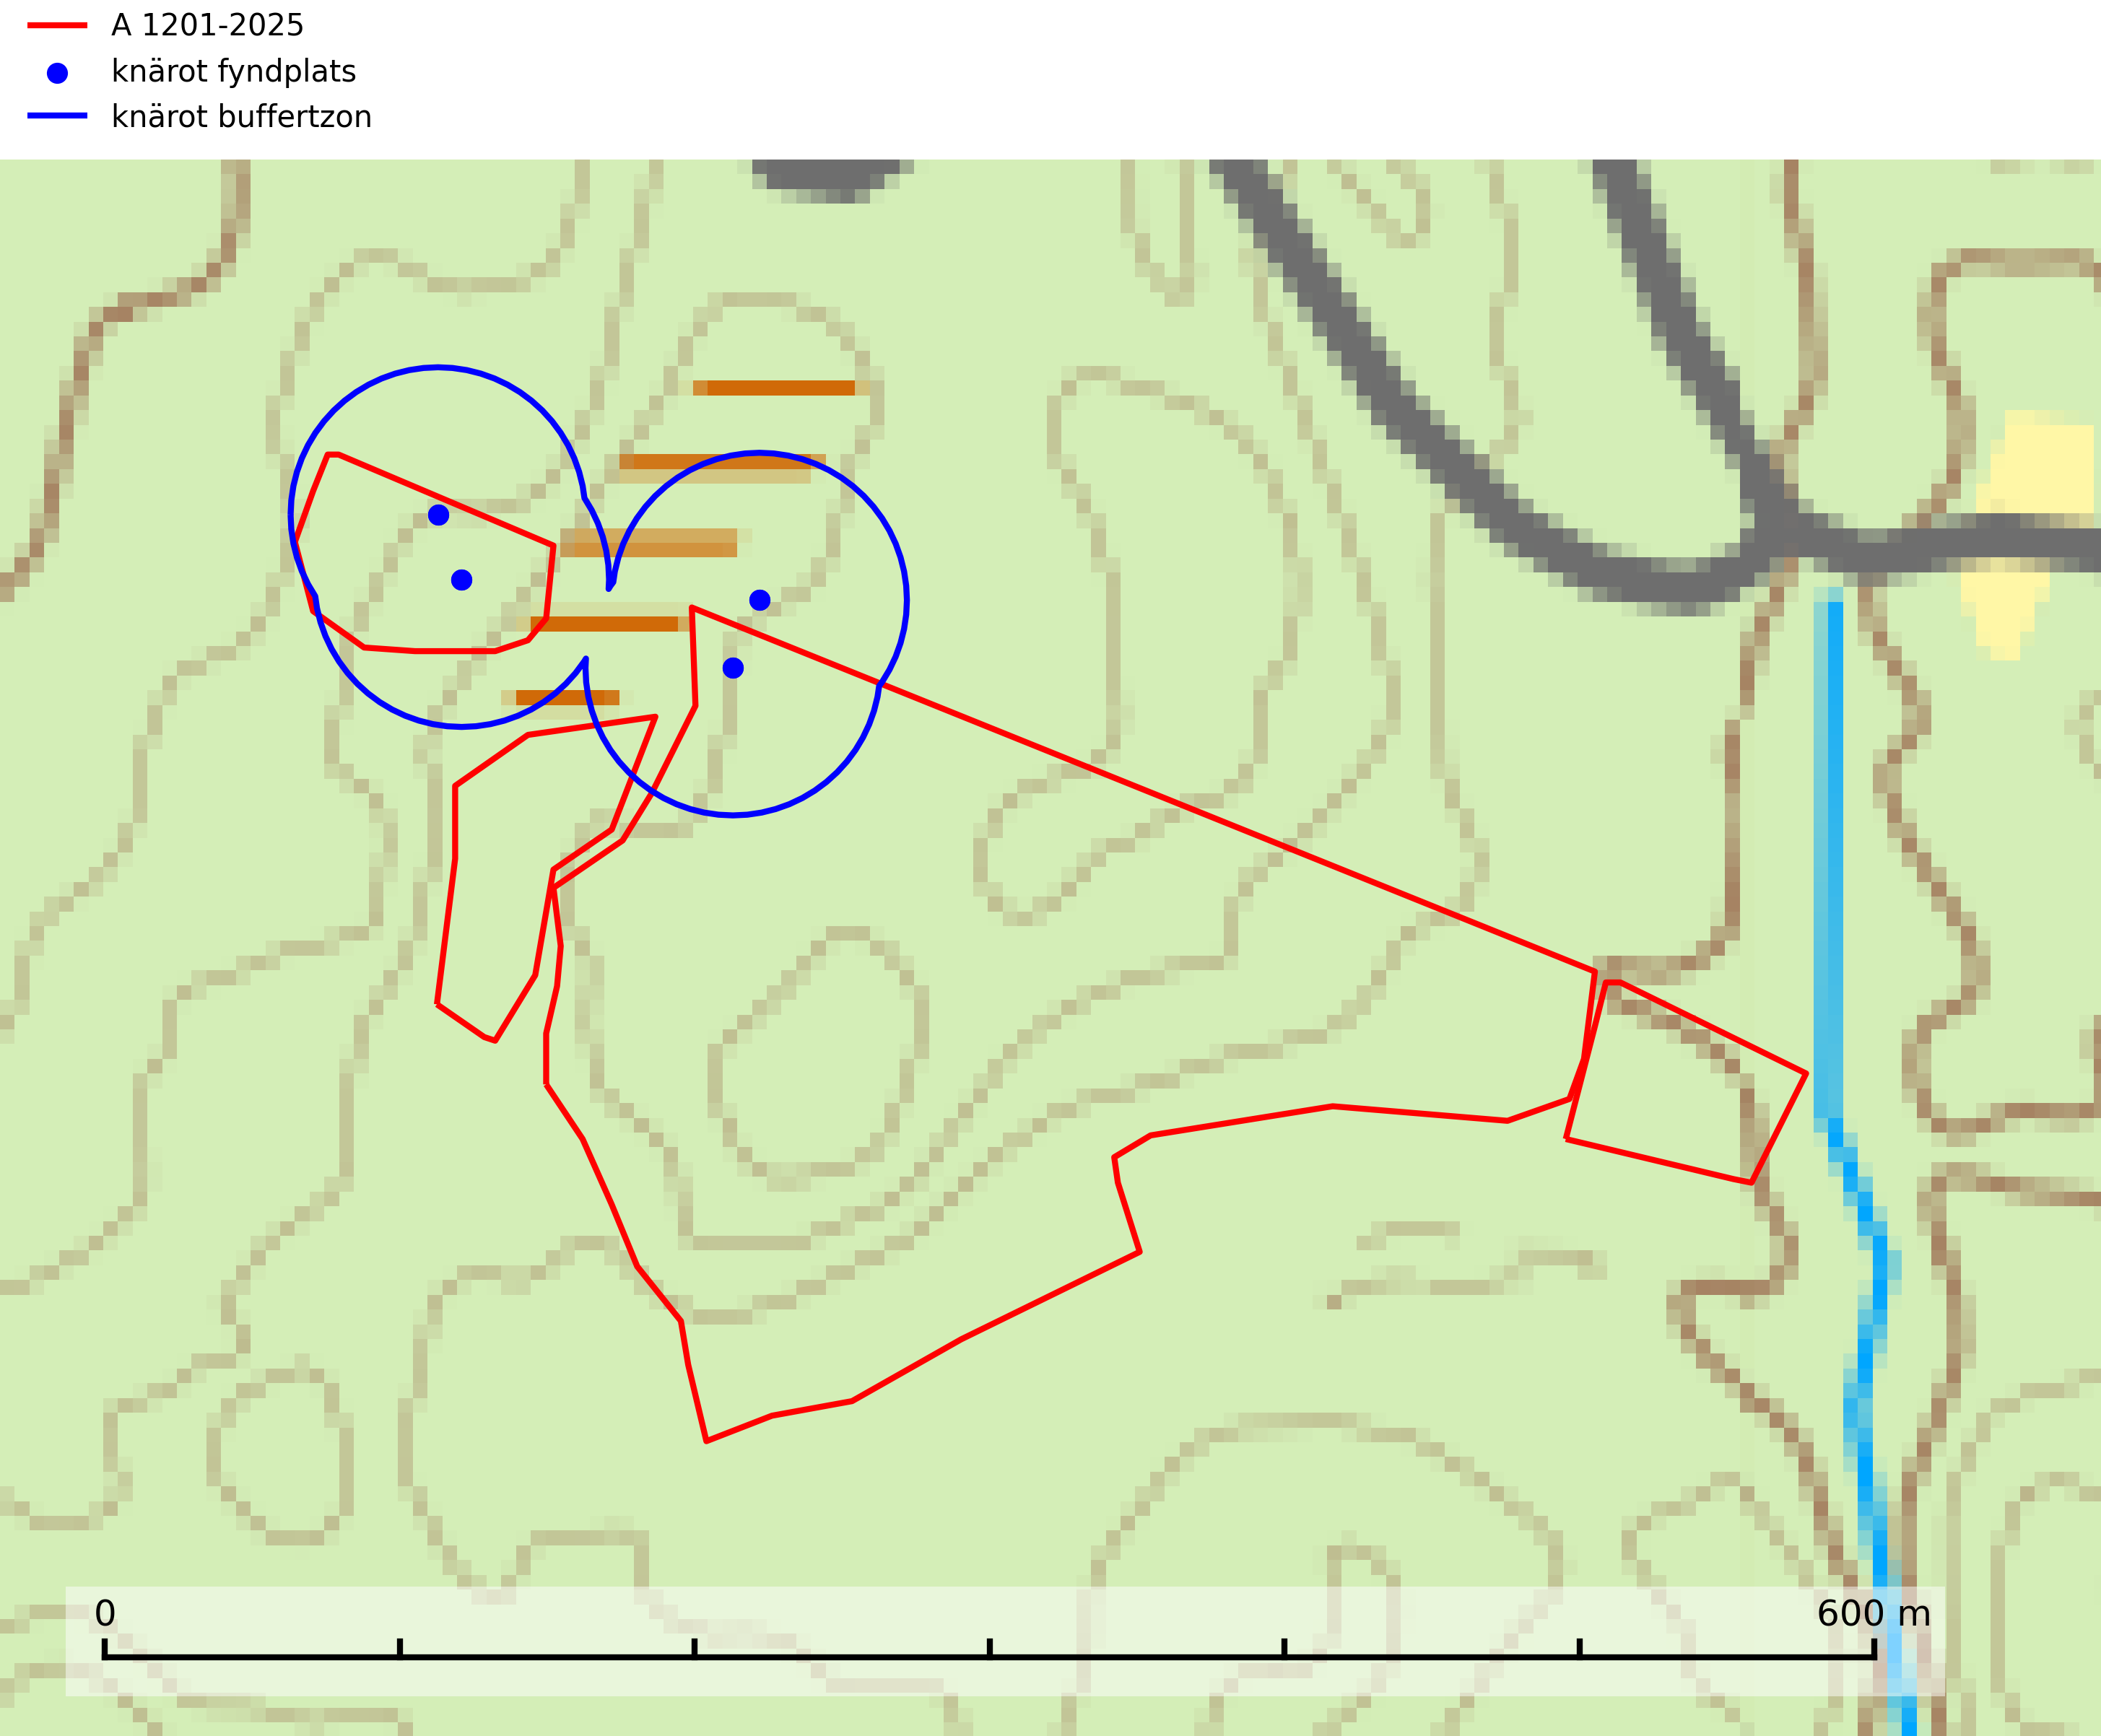 A 1201-2025
knärot fyndplats
knärot buffertzon
0
600 m